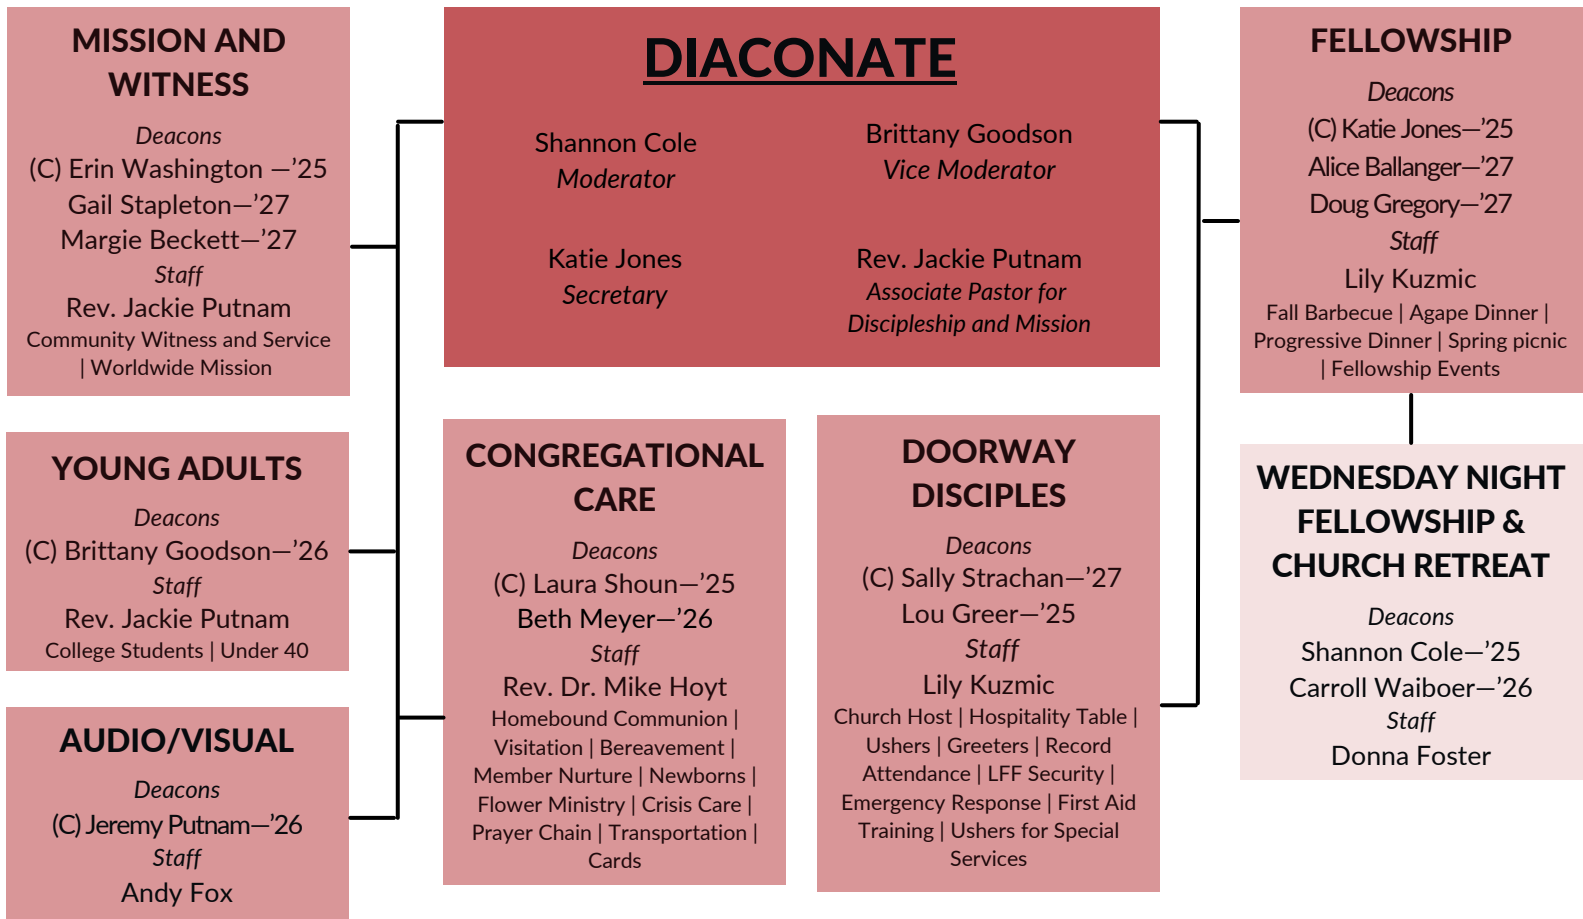 MISSION AND
WITNESS
Deacons
(C) Erin Washington —’25
Gail Stapleton—’27
Margie Beckett—’27
Staff
Rev. Jackie Putnam
Community Witness and Service
| Worldwide Mission
DIACONATE
Shannon Cole
Moderator
Brittany Goodson
Vice Moderator
Katie Jones
Secretary
Rev. Jackie Putnam
Associate Pastor for
Discipleship and Mission
FELLOWSHIP
Deacons
(C) Katie Jones—’25
Alice Ballanger—’27
Doug Gregory—’27
Staff
Lily Kuzmic
Fall Barbecue | Agape Dinner |
Progressive Dinner | Spring picnic
| Fellowship Events
YOUNG ADULTS
Deacons
(C) Brittany Goodson—’26
Staff
Rev. Jackie Putnam
College Students | Under 40
AUDIO/VISUAL
Deacons
(C) Jeremy Putnam—’26
Staff
Andy Fox
CONGREGATIONAL
CARE
Deacons
(C) Laura Shoun—’25
Beth Meyer—’26
Staff
Rev. Dr. Mike Hoyt
Homebound Communion |
Visitation | Bereavement |
Member Nurture | Newborns |
Flower Ministry | Crisis Care |
Prayer Chain | Transportation |
Cards
DOORWAY
DISCIPLES
Deacons
(C) Sally Strachan—’27
Lou Greer—’25
Staff
Lily Kuzmic
Church Host | Hospitality Table |
Ushers | Greeters | Record
Attendance | LFF Security |
Emergency Response | First Aid
Training | Ushers for Special
Services
WEDNESDAY NIGHT
FELLOWSHIP &
CHURCH RETREAT
Deacons
Shannon Cole—’25
Carroll Waiboer—’26
Staff
Donna Foster